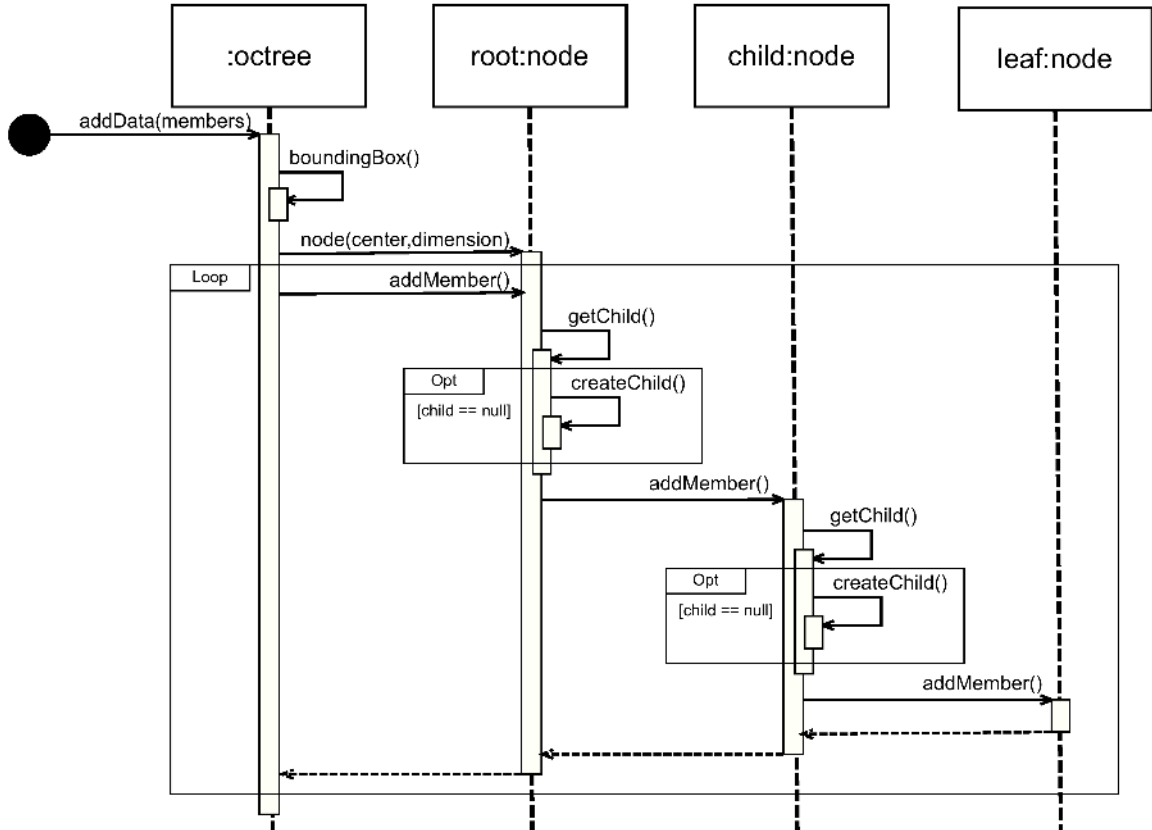 :octree
root:node
child:node
leaf:node
addData(members)
boundingBox()
node(center,dimension)
Loop
addMember()
getChild()
Opt
createChild()
[child == null]
addMember()
getChild()
Opt
createChild()
[child == null]
addMember()